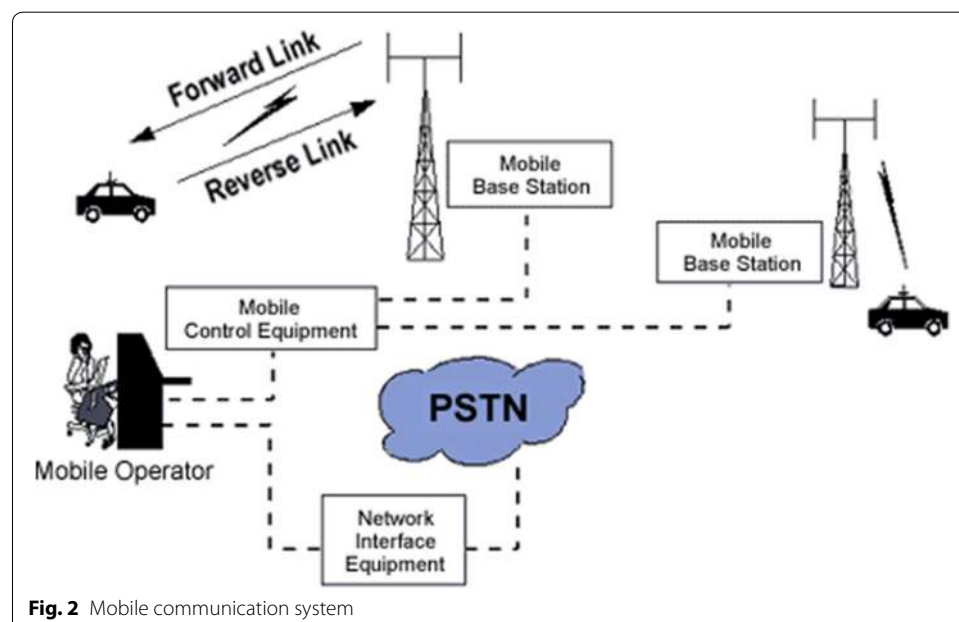 Forward Link
Reverse Link
Mobile
Base Station
Mobile
Base Station
Mobile
Control Equipment
PSTN
Mobile Operator
Network
Interface
Equipment
Fig. 2 Mobile communication system